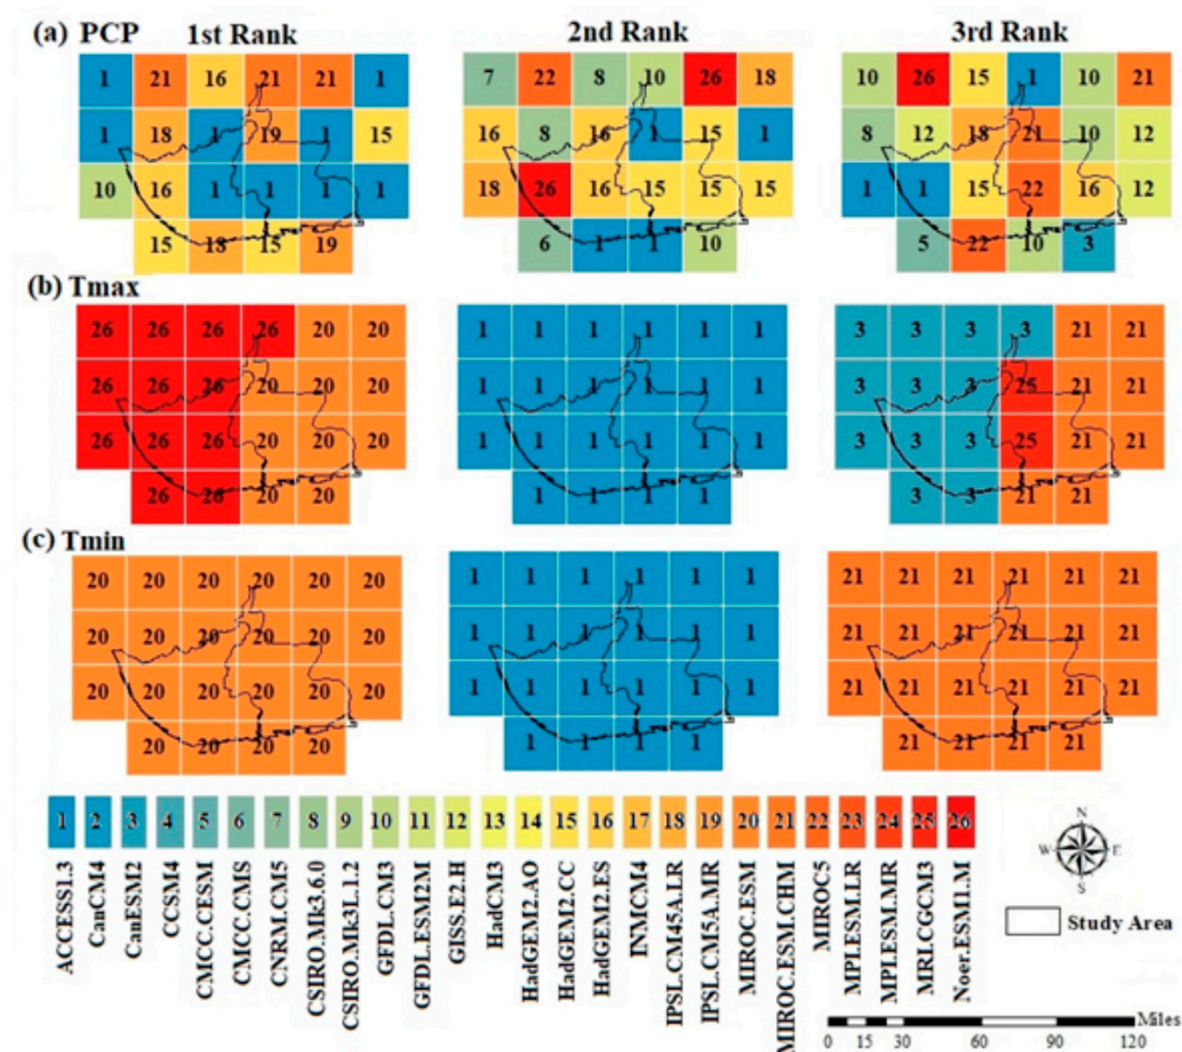 (a) PCP 1st Rank 2nd Rank 3rd Rank
1 21 16 21 21 1 7 22 8 10 26 18 10 26 15 1 10 21
1 18 1 19 1 15 16 8 16 1 15 1 8 12 18 21 10 12
10 16 1 1 1 1 18 26 16 15 15 15 1 1 15 22 16 12
15 18 15 19 6 1 1 10 5 22 10 3
(b) Tmax
26 26 26 26 20 20 1 1 1 1 1 1 3 3 3 3 21 21
26 26 26 20 20 20 1 1 1 1 1 1 3 3 3 25 21 21
26 26 26 20 20 20 1 1 1 1 1 1 3 3 3 25 21 21
26 26 20 20 1 1 1 1 3 3 21 21
(c) Tmin
20 20 20 20 20 20 1 1 1 1 1 1 21 21 21 21 21 21
20 20 20 20 20 20 1 1 1 1 1 1 21 21 21 21 21 21
20 20 20 20 20 20 1 1 1 1 1 1 21 21 21 21 21 21
20 20 20 20 1 1 1 1 21 21 21 21
1 2 3 4 5 6 7 8 9 10 11 12 13 14 15 16 17 18 19 20 21 22 23 24 25 26
ACCESS1.3
CanCM4
CanESM2
CCSM4
CMCC.CESM
CMCC.CMS
CNRM.CM5
CSIRO.Mk3.6.0
CSIRO.Mk3L.1.2
GFDL.CM3
GFDL.ESM2M
GISS.E2.H
HadCM3
HadGEM2.AO
HadGEM2.CC
HadGEM2.ES
INMCM4
IPSL.CM45A.LR
IPSL.CM5A.MR
MIROC.ESM
MIROC.ESM.CHM
MIROC5
MPI.ESM.LR
MPI.ESM.MR
MRI.CGCM3
Noer.ESM1.M
N
W E
S
Study Area
Miles
0 15 30 60 90 120